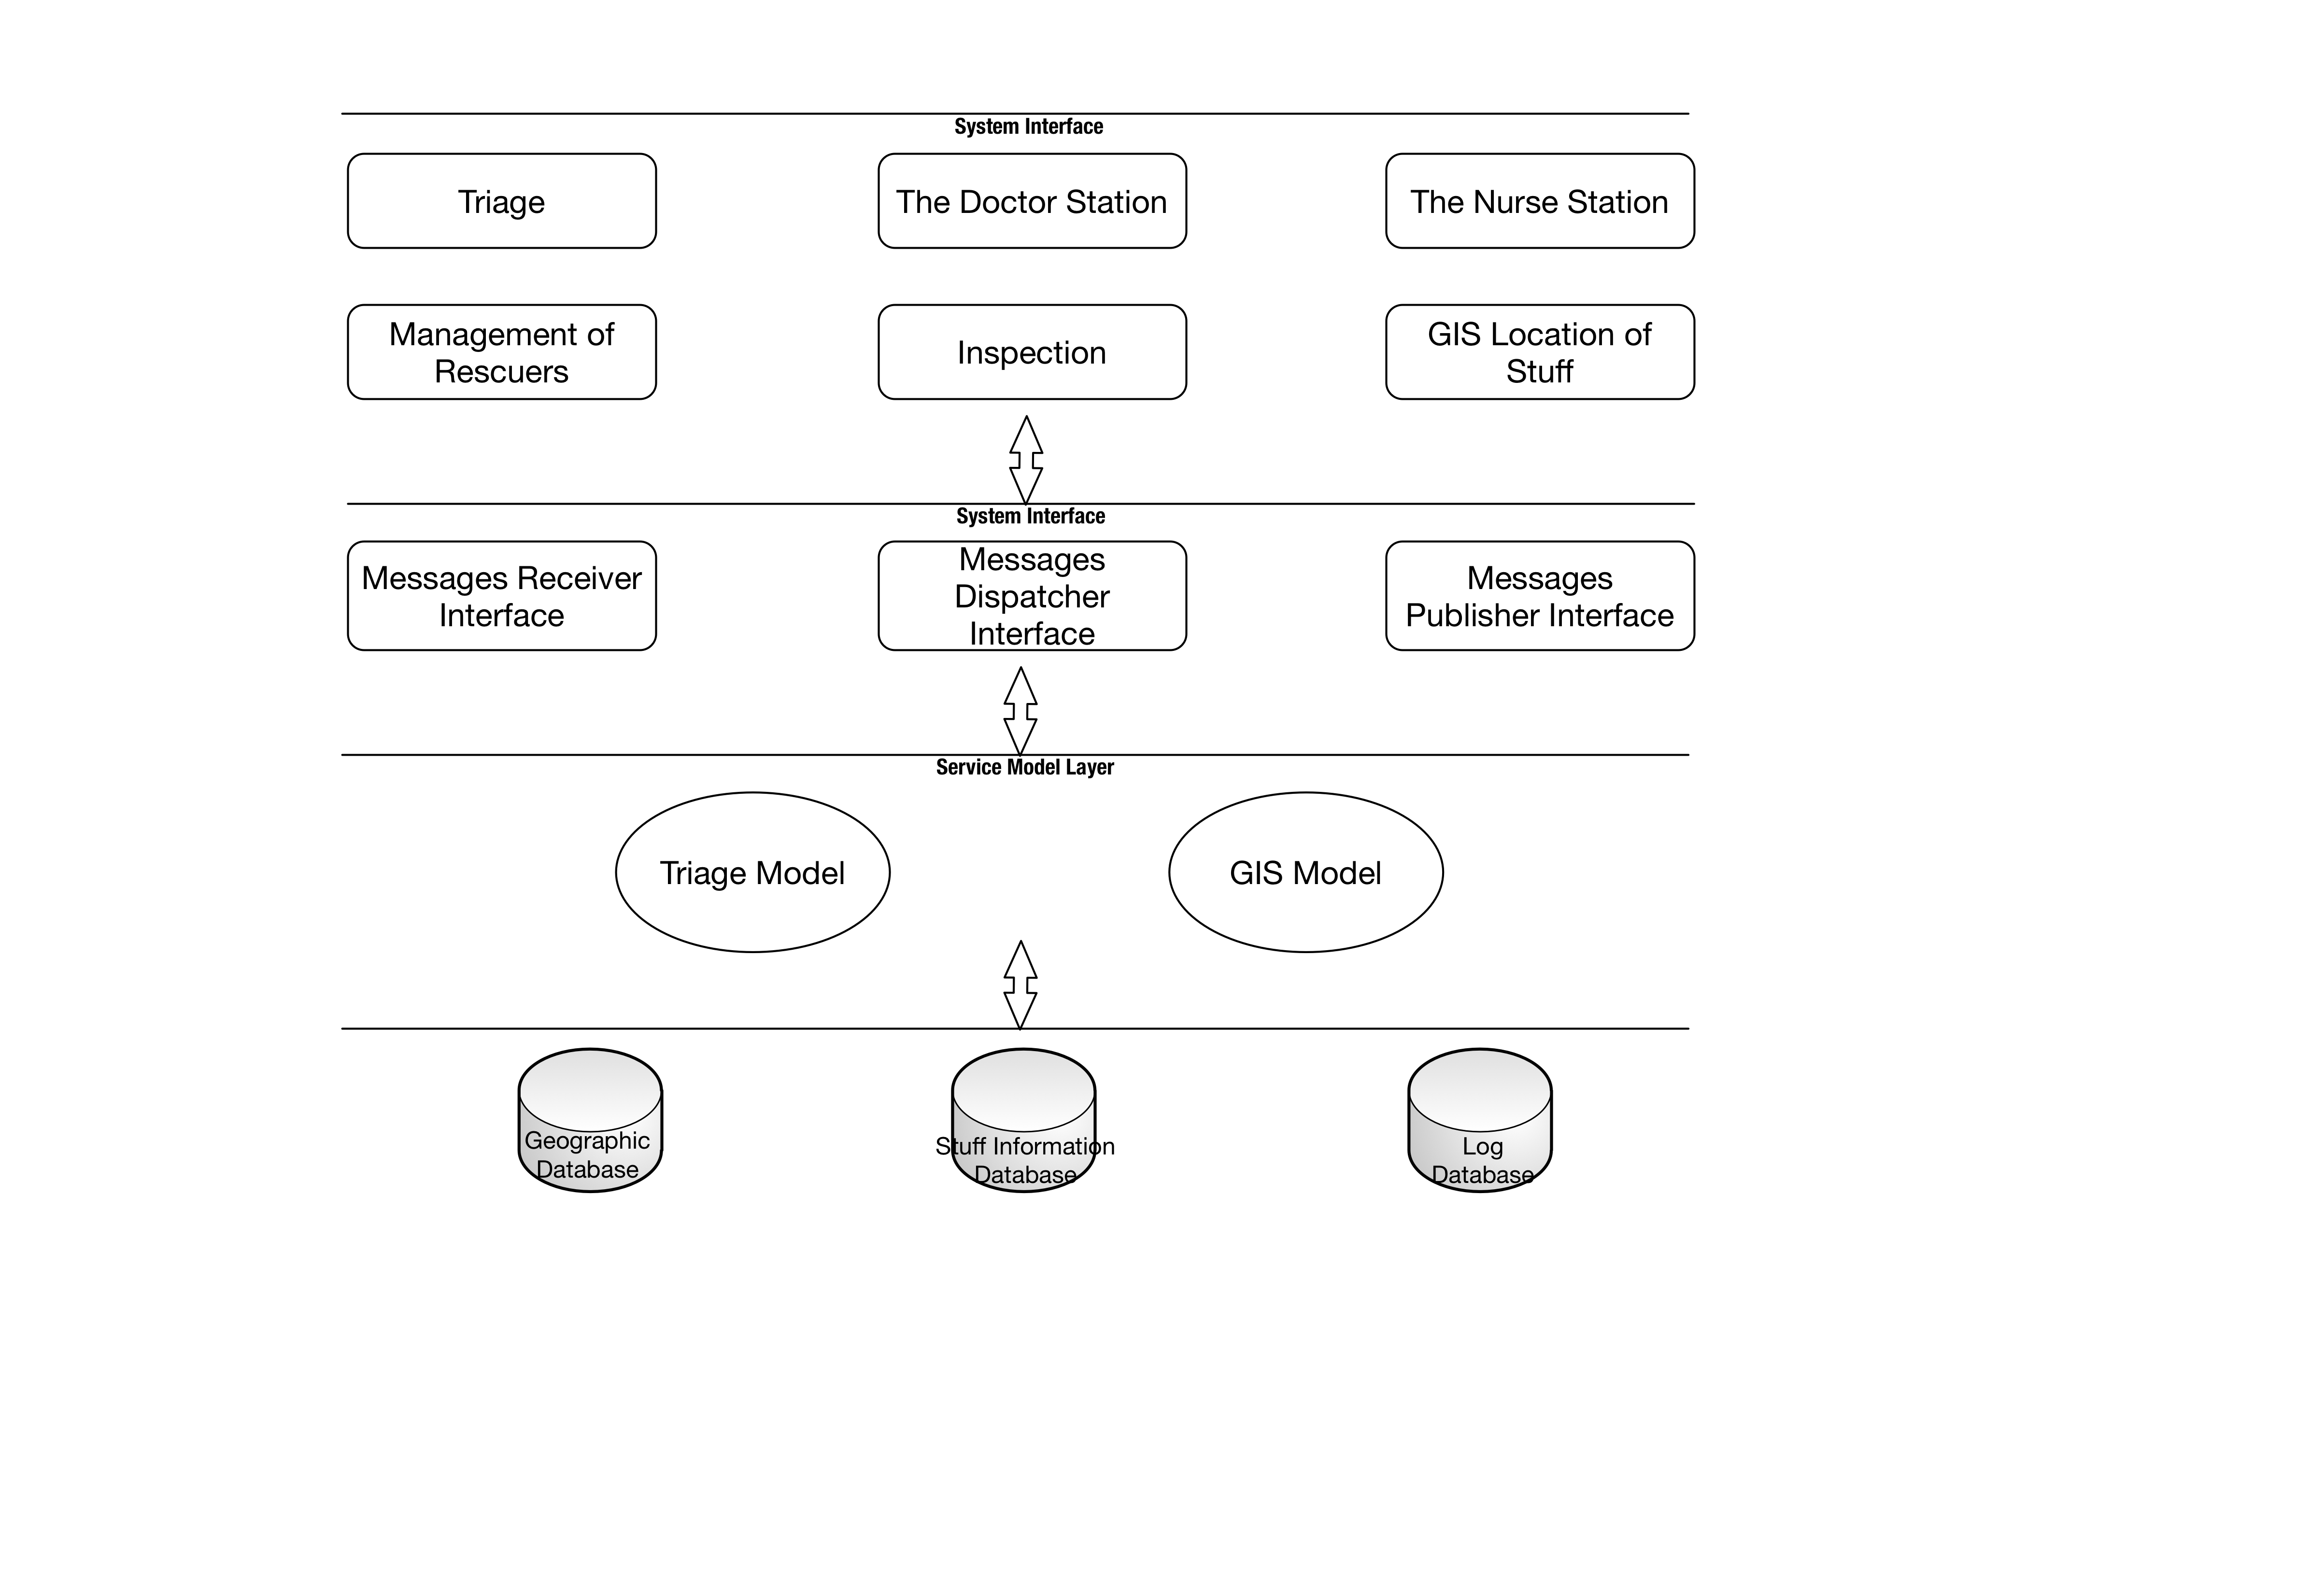 System Interface
Triage
The Doctor Station
The Nurse Station
Management of
Rescuers
Inspection
GIS Location of
Stuff
System Interface
Messages Receiver
Interface
Messages
Dispatcher
Interface
Messages
Publisher Interface
Service Model Layer
Triage Model
GIS Model
Geographic
Database
Stuff Information
Database
Log
Database